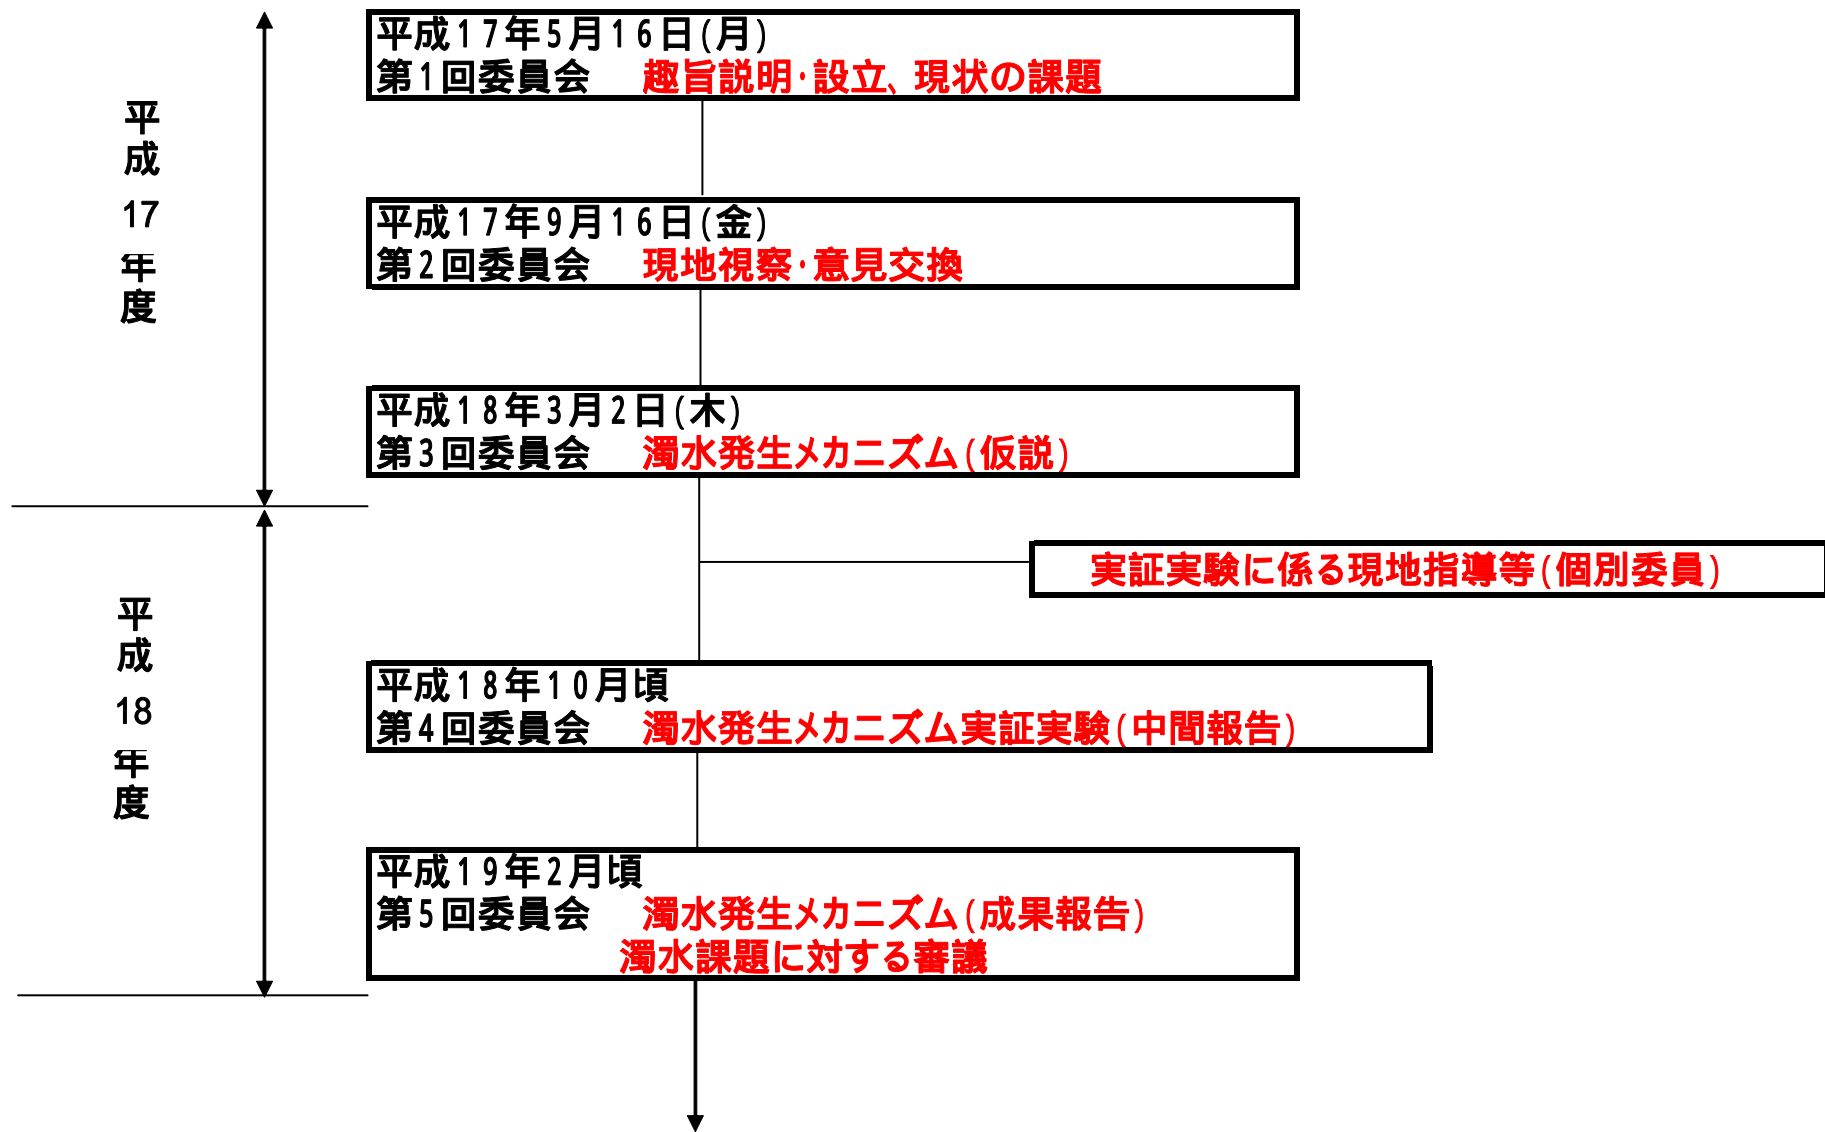 平成17年5月16日(月)
第1回委員会 趣旨説明・設立、現状の課題
平成17年度
平成17年9月16日(金)
第2回委員会 現地視察・意見交換
平成18年3月2日(木)
第3回委員会 濁水発生メカニズム(仮説)
実証実験に係る現地指導等(個別委員)
平成18年度
平成18年10月頃
第4回委員会 濁水発生メカニズム実証実験(中間報告)
平成19年2月頃
第5回委員会 濁水発生メカニズム(成果報告)
濁水課題に対する審議